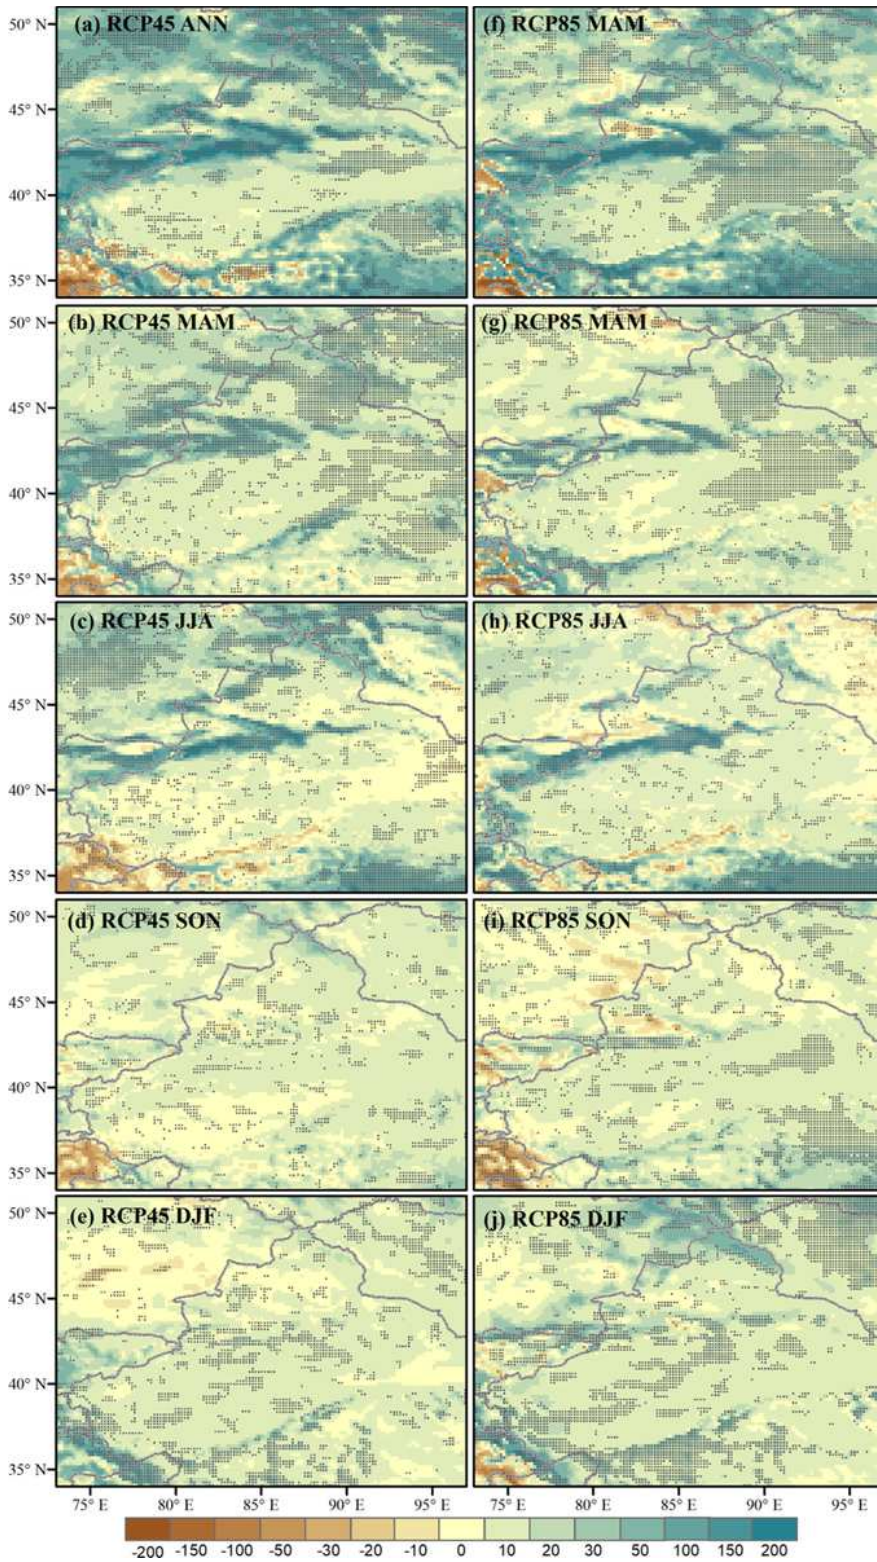 (a) RCP45 ANN
(f) RCP85 MAM
50° N
45° N
40° N
35° N
(b) RCP45 MAM
(g) RCP85 MAM
50° N
45° N
40° N
35° N
(c) RCP45 JJA
(h) RCP85 JJA
50° N
45° N
40° N
35° N
(d) RCP45 SON
(i) RCP85 SON
50° N
45° N
40° N
35° N
(e) RCP45 DJF
(j) RCP85 DJF
50° N
45° N
40° N
35° N
75° E 80° E 85° E 90° E 95° E 75° E 80° E 85° E 90° E 95° E
-200 -150 -100 -50 -30 -20 -10 0 10 20 30 50 100 150 200